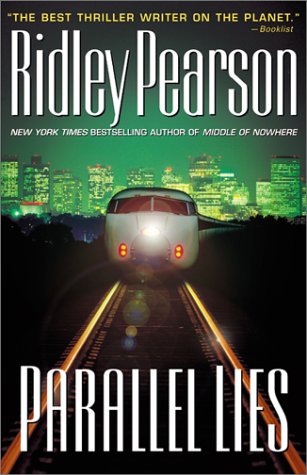 "THE BEST THRILLER WRITER ON THE PLANET."
—Booklist
Ridley Pearson
NEW YORK TIMES BESTSELLING AUTHOR OF MIDDLE OF NOWHERE
PARALLEL LIES